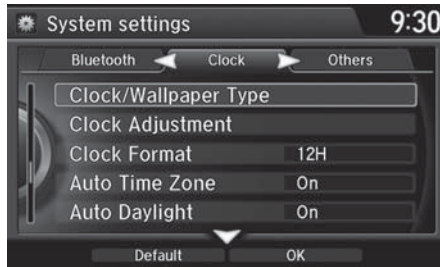 System settings 9:30
Bluetooth Clock Others
Clock/Wallpaper Type
Clock Adjustment
Clock Format 12H
Auto Time Zone On
Auto Daylight On
Default OK